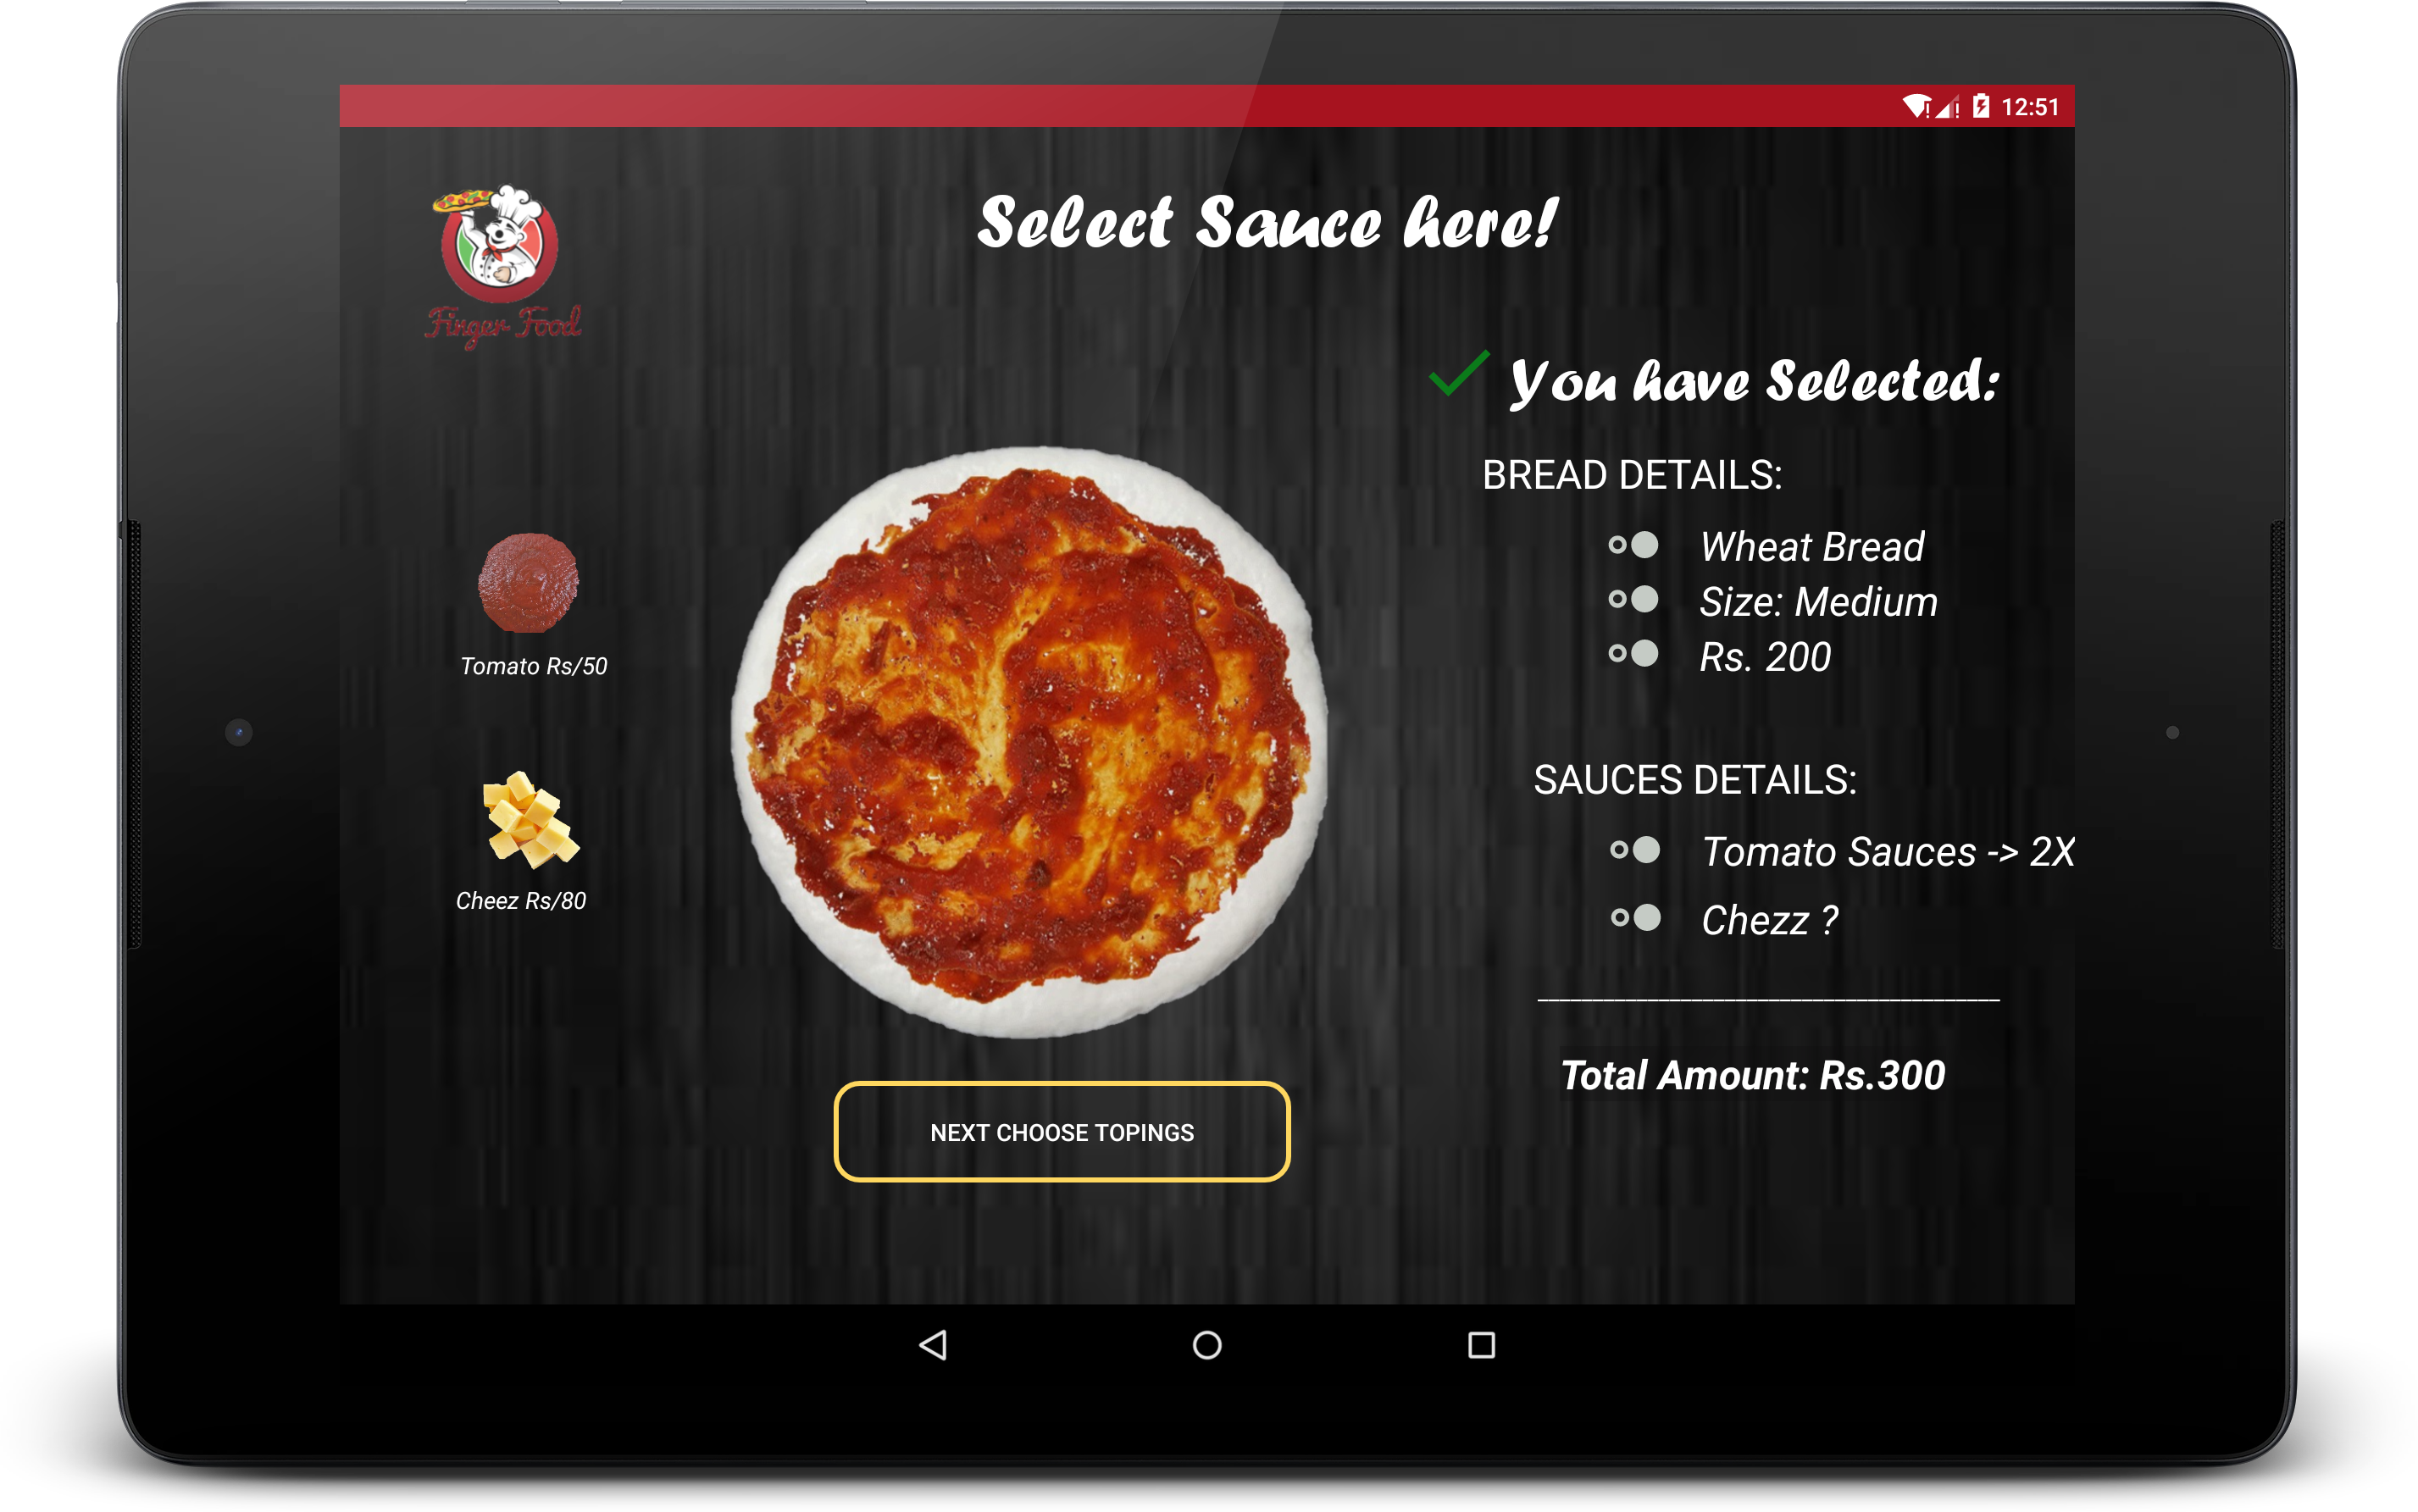 12:51
Select Sauce here!
Finger Food
You have Selected:
BREAD DETAILS:
Wheat Bread
Size: Medium
Rs. 200
Tomato Rs/50
Cheez Rs/80
SAUCES DETAILS:
Tomato Sauces -> 2X
Chezz ?
Total Amount: Rs.300
NEXT CHOOSE TOPINGS